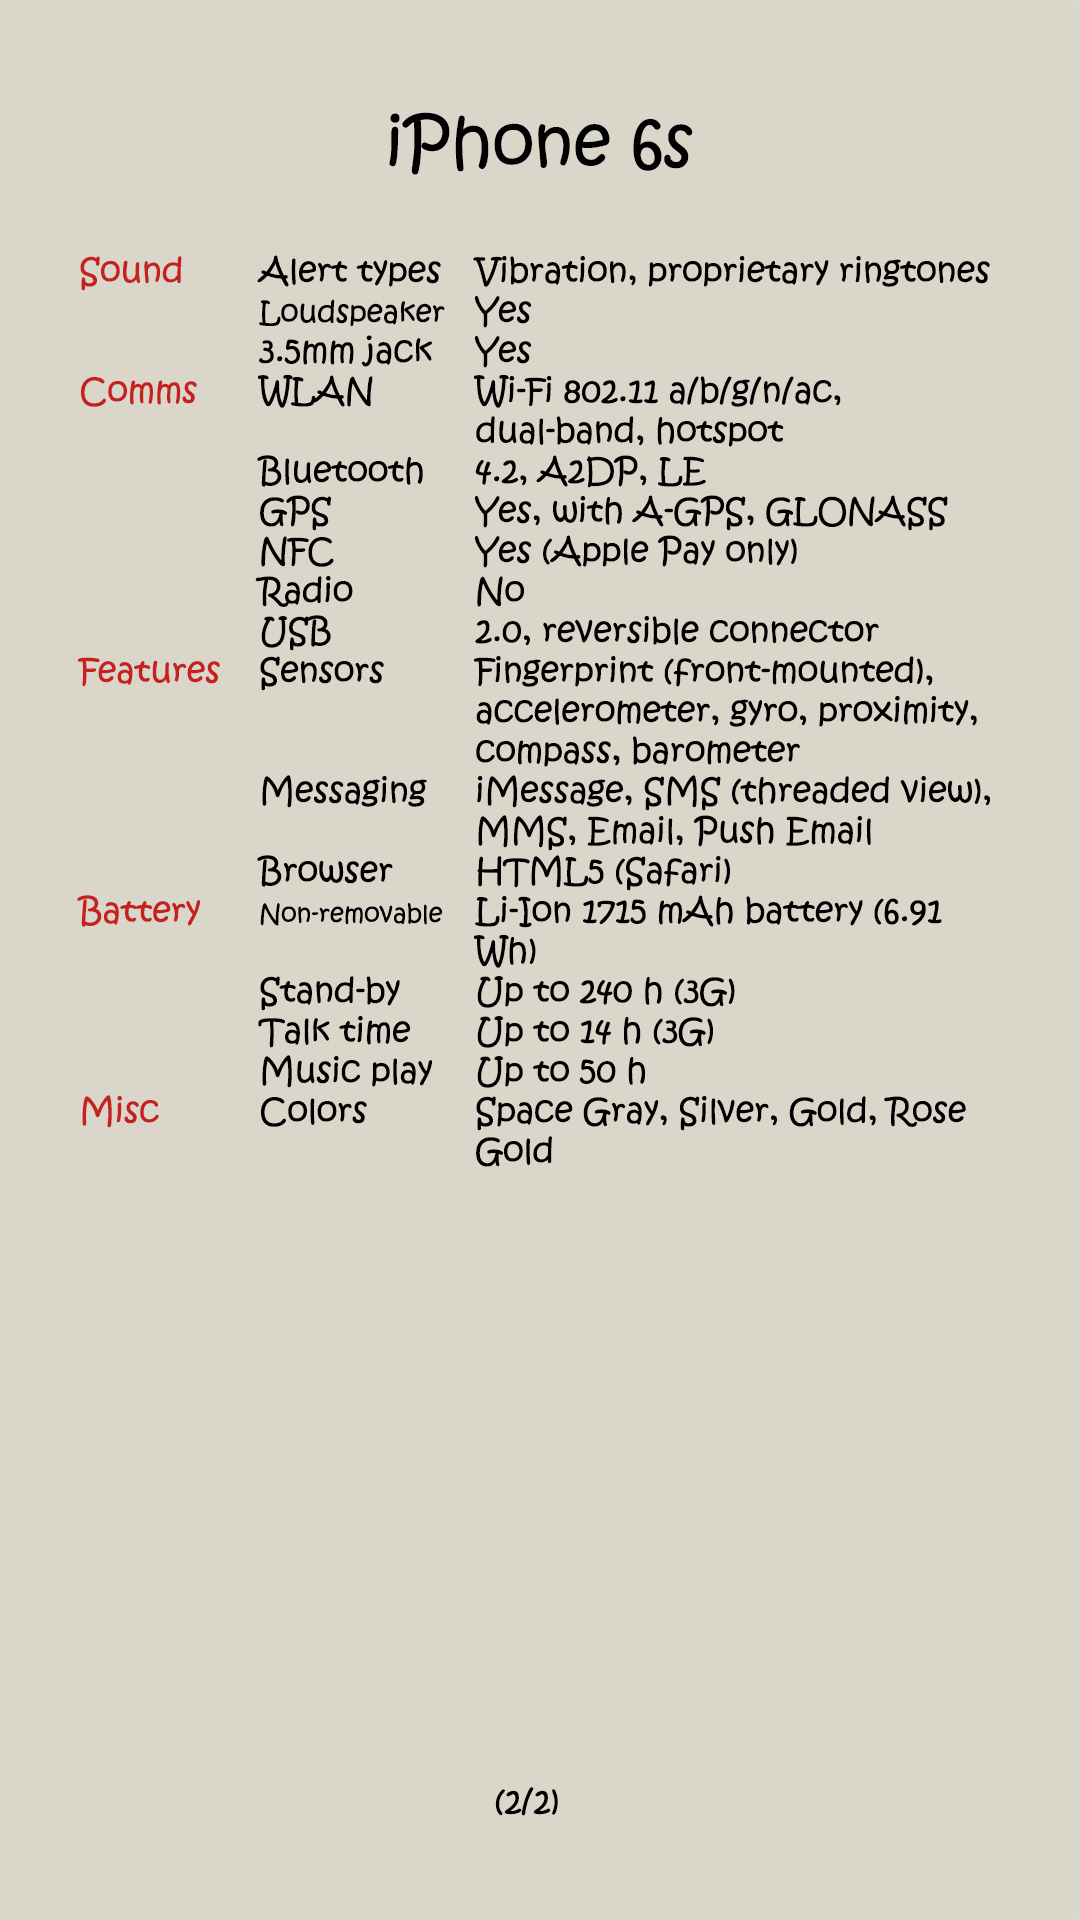 iPhone 6s
Sound Alert types Vibration, proprietary ringtones
Loudspeaker Yes
3.5mm jack Yes
Comms WLAN Wi-Fi 802.11 a/b/g/n/ac,
dual-band, hotspot
Bluetooth 4.2, A2DP, LE
GPS Yes, with A-GPS, GLONASS
NFC Yes (Apple Pay only)
Radio No
USB 2.0, reversible connector
Features Sensors Fingerprint (front-mounted),
accelerometer, gyro, proximity,
compass, barometer
Messaging iMessage, SMS (threaded view),
MMS, Email, Push Email
Browser HTML5 (Safari)
Battery Non-removable Li-Ion 1715 mAh battery (6.91
Wh)
Stand-by Up to 240 h (3G)
Talk time Up to 14 h (3G)
Music play Up to 50 h
Misc Colors Space Gray, Silver, Gold, Rose
Gold
(2/2)